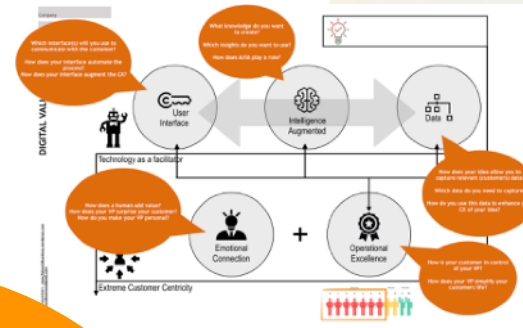 Company:
Which interface(s) will you use to
communicate with the customer?
How does your interface automate the
process?
How does your interface augment the CX?
What knowledge do you want
to create?
Which insights do you want to use?
How does AI/IA play a role?
DIGITAL VALU
User
Interface
Intelligence
Augmented
Data
Technology as a facilitator
How does your idea allow you to
capture relevant (customers) data
Which data do you need to capture
How do you use this data to enhance
CX of your idea?
How does a human add value?
How does your VP surprise your customer?
How do you make your VP personal?
Emotional
Connection
+
Operational
Excellence
How is your customer in control
of your VP?
How does your VP simplify your
customers life?
Extreme Customer Centricity